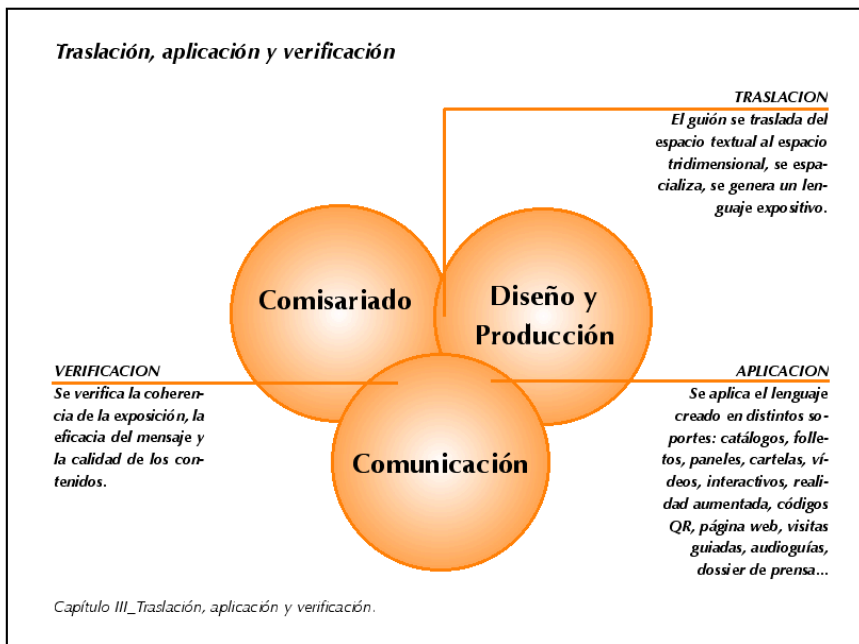 Traslación, aplicación y verificación
TRASLACION
El guión se traslada del
espacio textual al espacio
tridimensional, se espa-
cializa, se genera un len-
guaje expositivo.
Comisariado
Diseño y
Producción
VERIFICACION
Se verifica la coheren-
cia de la exposición, la
eficacia del mensaje y
la calidad de los con-
tenidos.
APLICACION
Se aplica el lenguaje
creado en distintos so-
portes: catálogos, folle-
tos, paneles, cartelas, ví-
deos, interactivos, reali-
dad aumentada, códigos
QR, página web, visitas
guiadas, audioguías,
dossier de prensa...
Comunicación
Capítulo III_Traslación, aplicación y verificación.